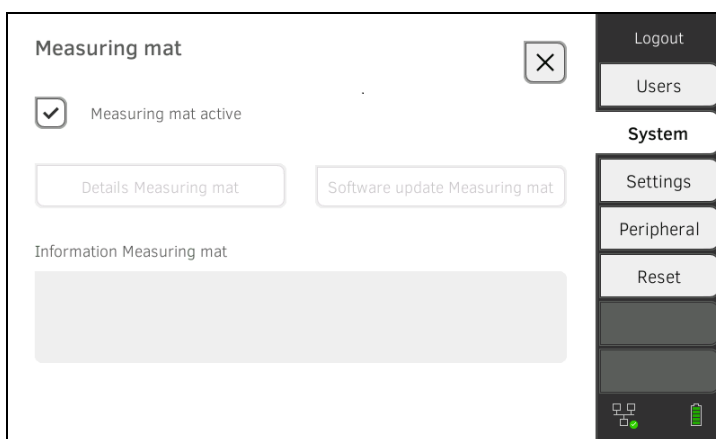 Measuring mat
Measuring mat active
Details Measuring mat
Software update Measuring mat
Information Measuring mat
Logout
Users
System
Settings
Peripheral
Reset